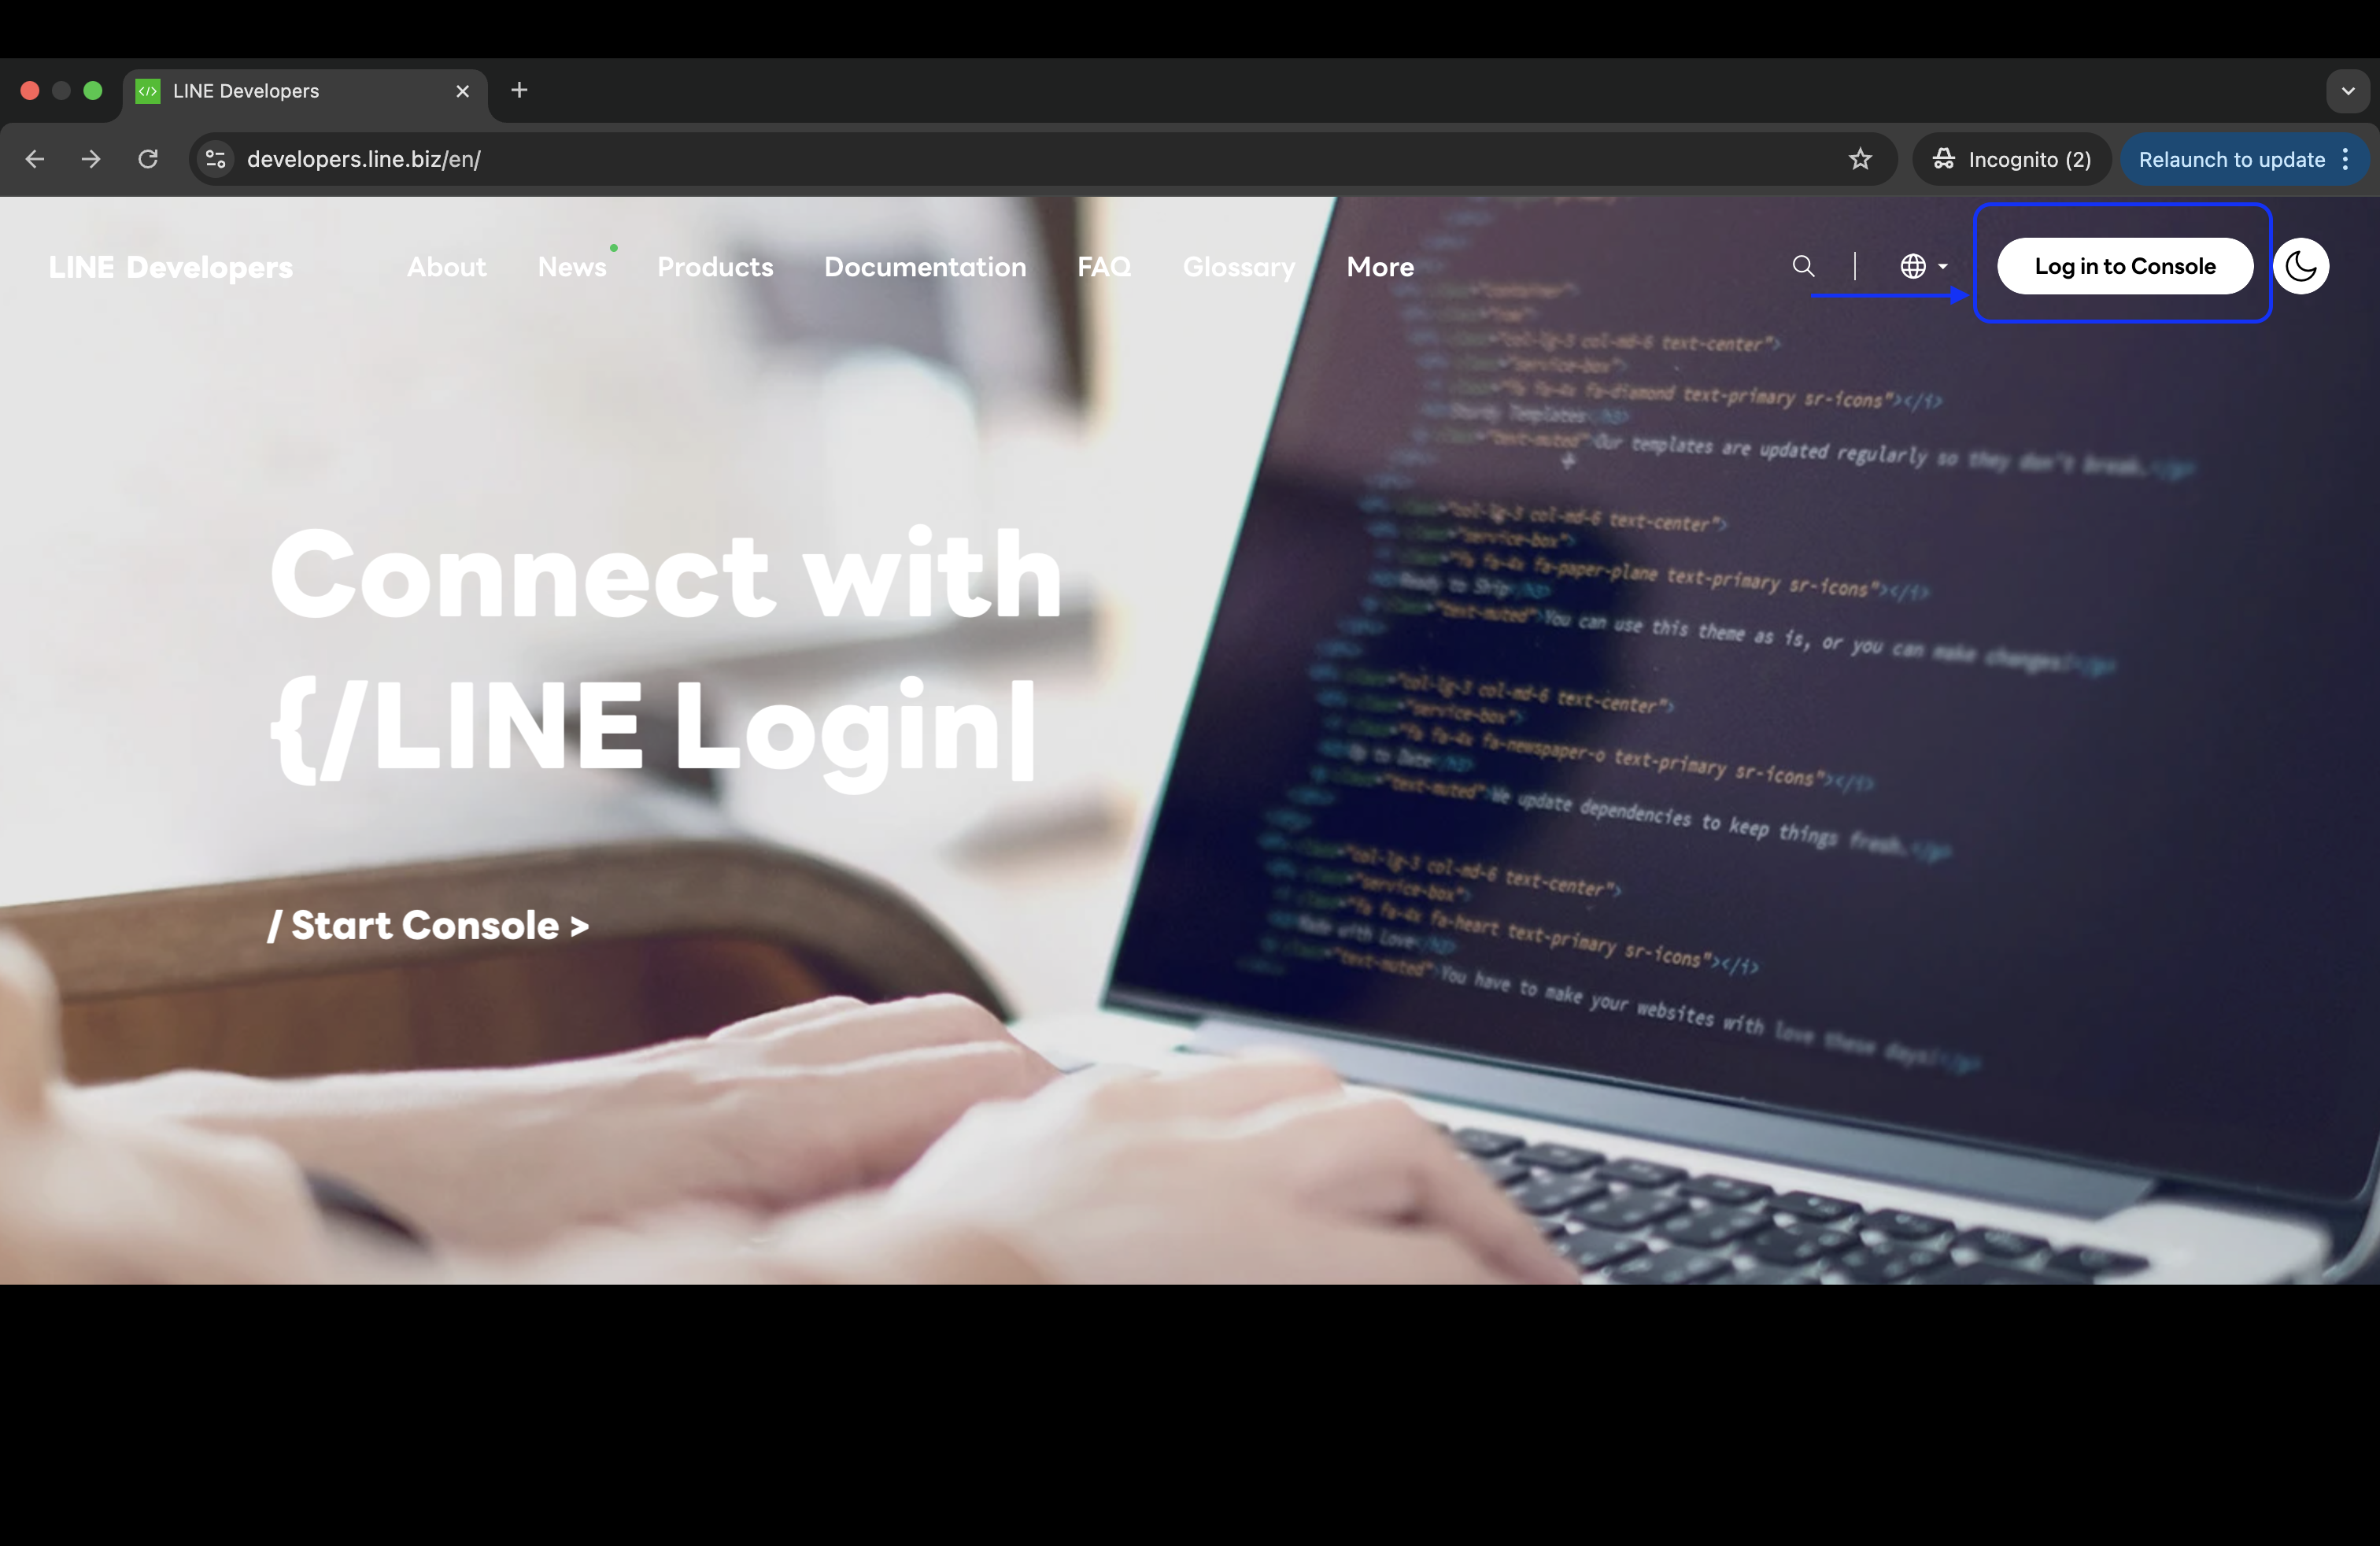 LINE Developers
developers.line.biz/en/
Incognito (2)
Relaunch to update
LINE Developers
About
News
Products
Documentation
FAQ
Glossary
More
Log in to Console
Connect with
{/LINE Login|
/ Start Console >
"container">
"row">
"col-lg-3 col-md-6 text-center">
"service-box">
"fa fa-4x fa-diamond text-primary sr-icons"></i>
Sturdy Templates</h3>
"text-muted">Our templates are updated regularly so they don't break.</p>
"col-lg-3 col-md-6 text-center">
"service-box">
"fa fa-4x fa-paper-plane text-primary sr-icons"></i>
Ready to Ship</h3>
"text-muted">You can use this theme as is, or you can make changes!</p>
"col-lg-3 col-md-6 text-center">
"service-box">
"fa fa-4x fa-newspaper-o text-primary sr-icons"></i>
Up to Date</h3>
"text-muted">We update dependencies to keep things fresh.</p>
"col-lg-3 col-md-6 text-center">
"service-box">
"fa fa-4x fa-heart text-primary sr-icons"></i>
Made with Love</h3>
"text-muted">You have to make your websites with love these days!</p>